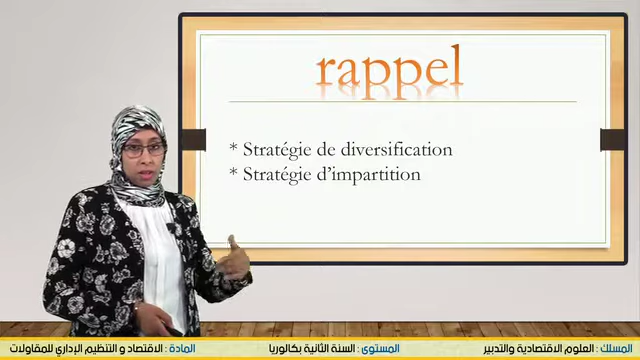 rappel
* Stratégie de diversification
* Stratégie d’impartition
المسلك : العلوم الاقتصادية والتدبير المستوى : السنة الثانية بكالوريا المادة : الاقتصاد و التنظيم الإداري للمقاولات